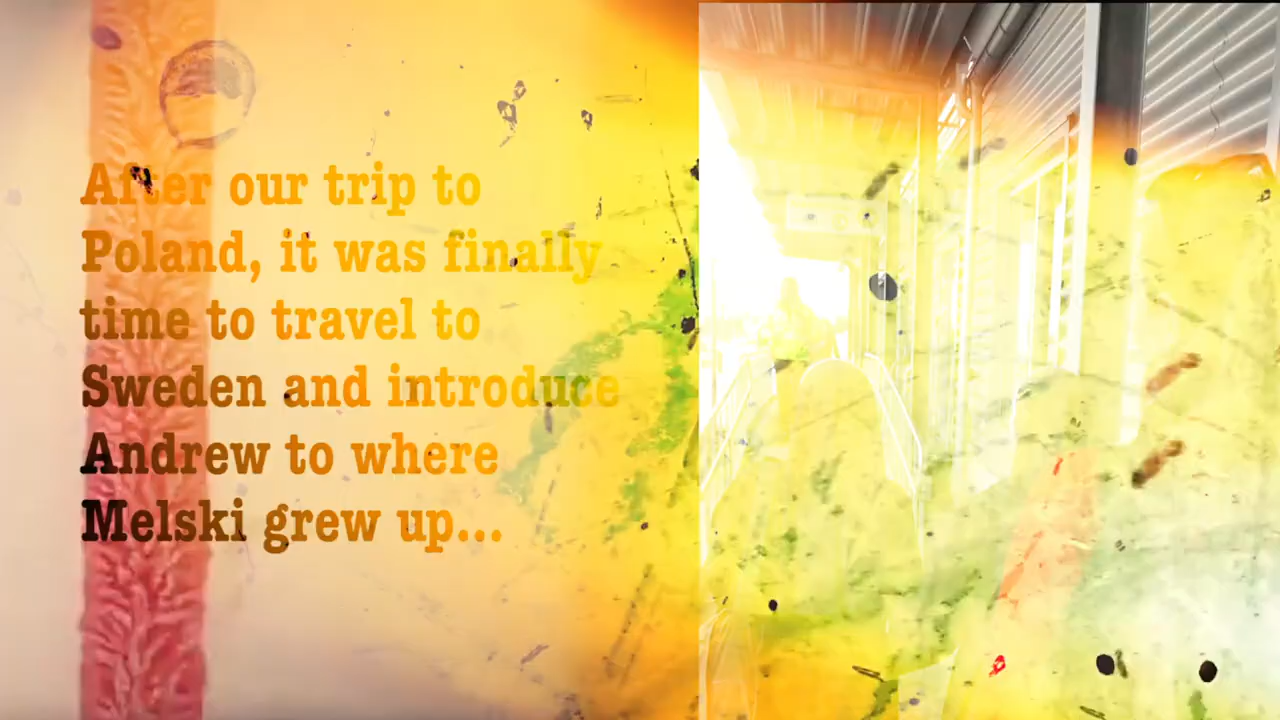 After our trip to
Poland, it was finally
time to travel to
Sweden and introduce
Andrew to where
Melski grew up...